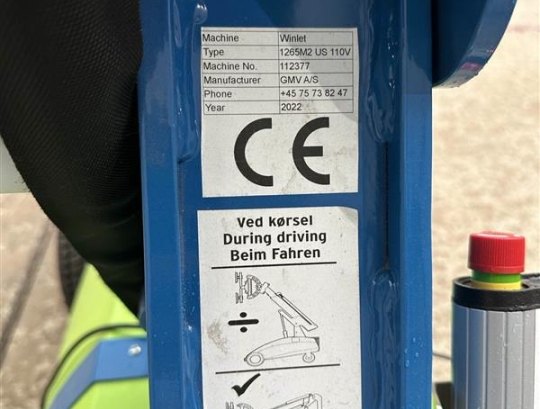 Machine Winlet
Type 1265M2 US 110V
Machine No. 112377
Manufacturer GMV A/S
Phone +45 75 73 82 47
Year 2022
CE
Ved kørsel
During driving
Beim Fahren